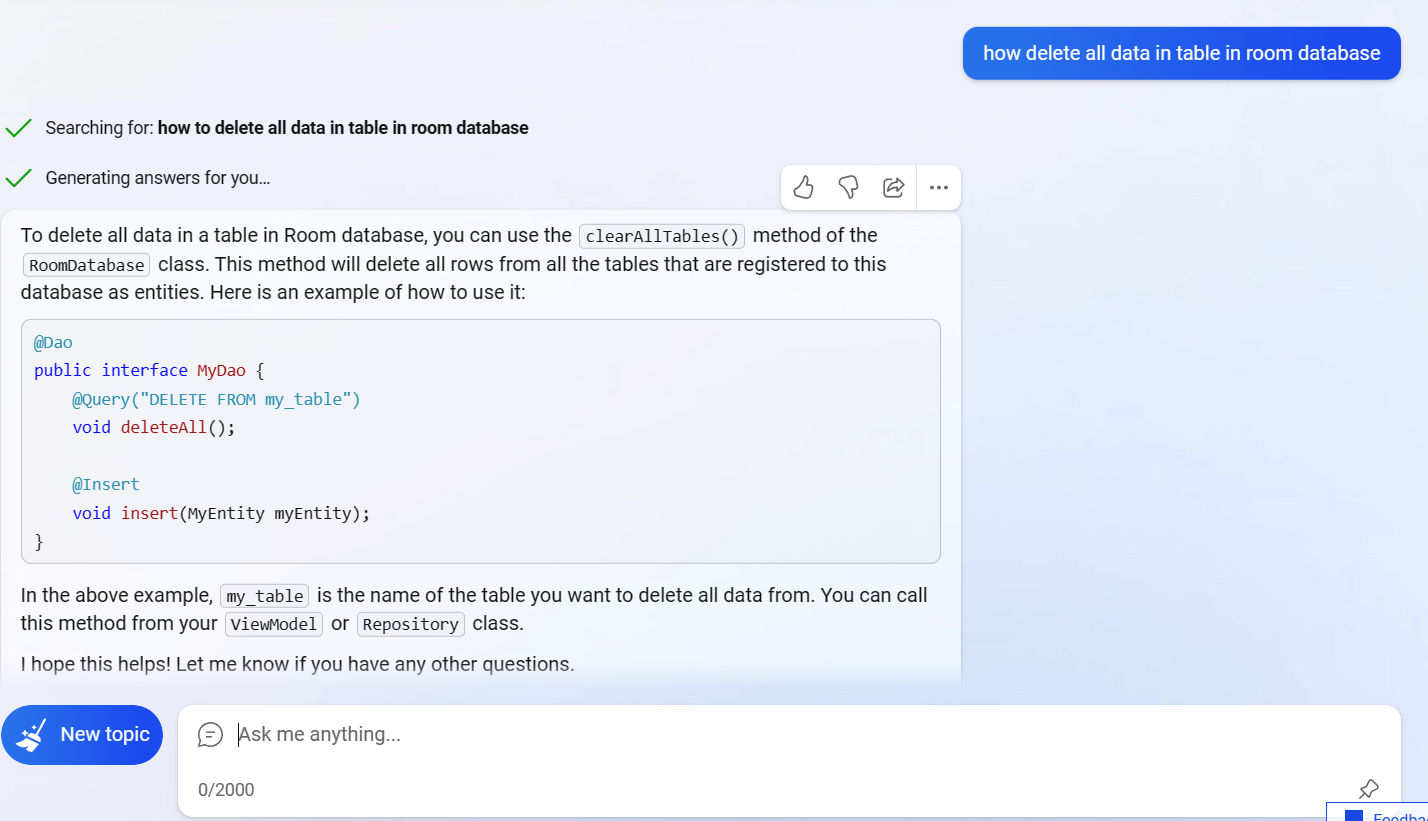 how delete all data in table in room database
Searching for: how to delete all data in table in room database
Generating answers for you...
To delete all data in a table in Room database, you can use the clearAllTables() method of the
RoomDatabase class. This method will delete all rows from all the tables that are registered to this
database as entities. Here is an example of how to use it:
@Dao
public interface MyDao {
    @Query("DELETE FROM my_table")
    void deleteAll();
    @Insert
    void insert(MyEntity myEntity);
}
In the above example, my_table is the name of the table you want to delete all data from. You can call
this method from your ViewModel or Repository class.
I hope this helps! Let me know if you have any other questions.
New topic
Ask me anything...
0/2000